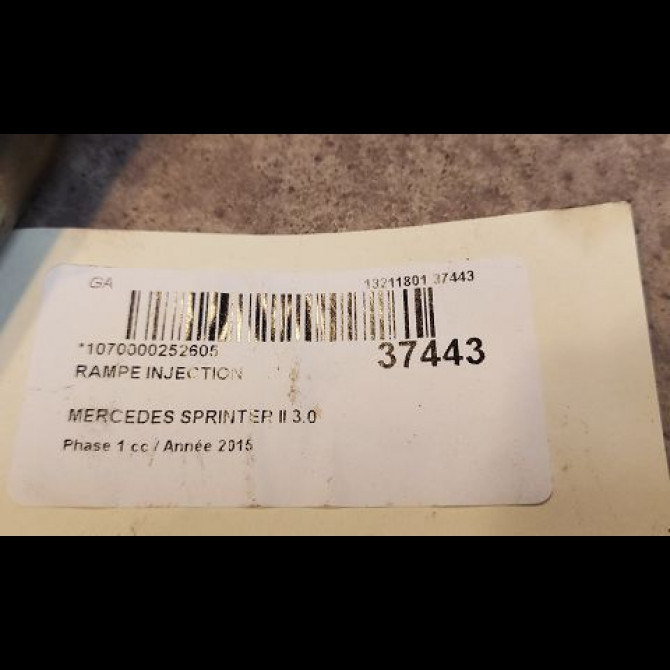 GA 13211801 37443
*1070000252605 37443
RAMPE INJECTION
MERCEDES SPRINTER II 3.0
Phase 1 cc / Année 2015